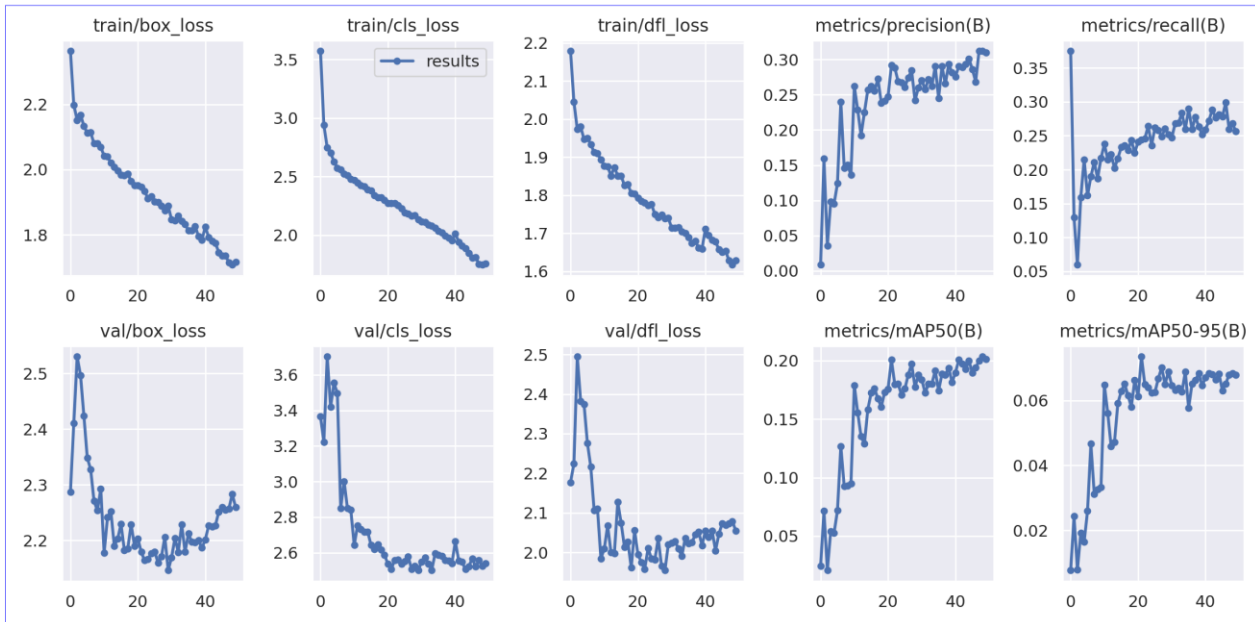 train/box_loss
train/cls_loss
train/dfl_loss
metrics/precision(B)
metrics/recall(B)
2.2
2.0
1.8
0 20 40
3.5
3.0
2.5
2.0
0 20 40
results
2.2
2.1
2.0
1.9
1.8
1.7
1.6
0 20 40
0.30
0.25
0.20
0.15
0.10
0.05
0.00
0 20 40
0.35
0.30
0.25
0.20
0.15
0.10
0.05
0 20 40
val/box_loss
val/cls_loss
val/dfl_loss
metrics/mAP50(B)
metrics/mAP50-95(B)
2.5
2.4
2.3
2.2
0 20 40
3.6
3.4
3.2
3.0
2.8
2.6
0 20 40
2.5
2.4
2.3
2.2
2.1
2.0
0 20 40
0.20
0.15
0.10
0.05
0 20 40
0.06
0.04
0.02
0 20 40